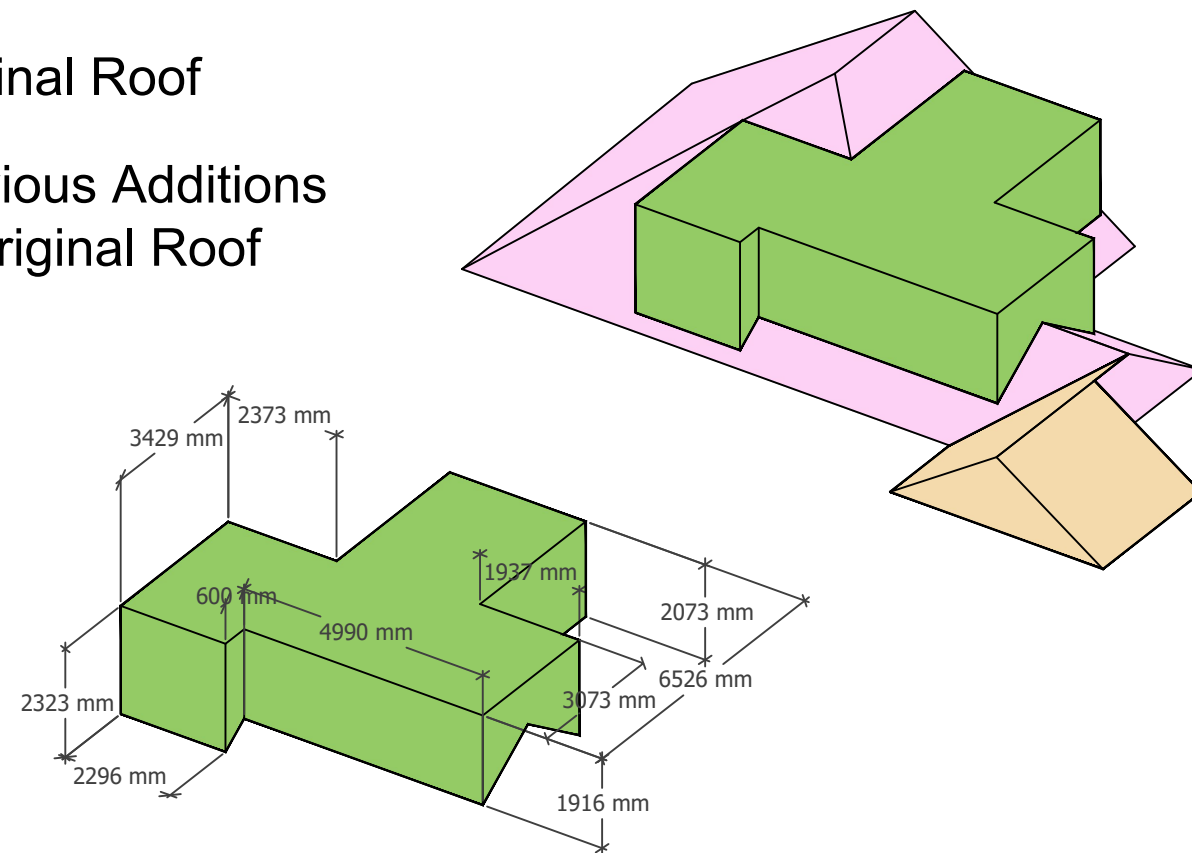 inal Roof
ious Additions
riginal Roof
2373 mm
3429 mm
1937 mm
600 mm
2073 mm
4990 mm
6526 mm
3073 mm
2323 mm
2296 mm
1916 mm